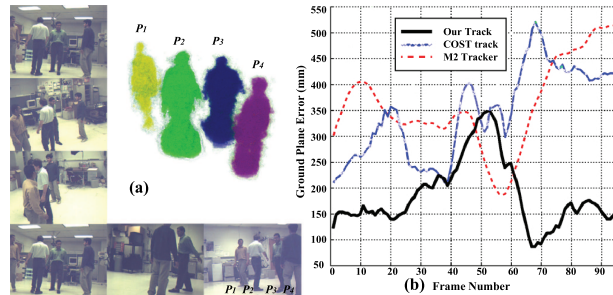 P1
P2
P3
P4
(a)
P1 P2 P3 P4
Ground Plane Error (mm)
550
500
450
400
350
300
250
200
150
100
50
Our Track
COST track
M2 Tracker
0 10 20 30 40 50 60 70 80 90
(b)
Frame Number